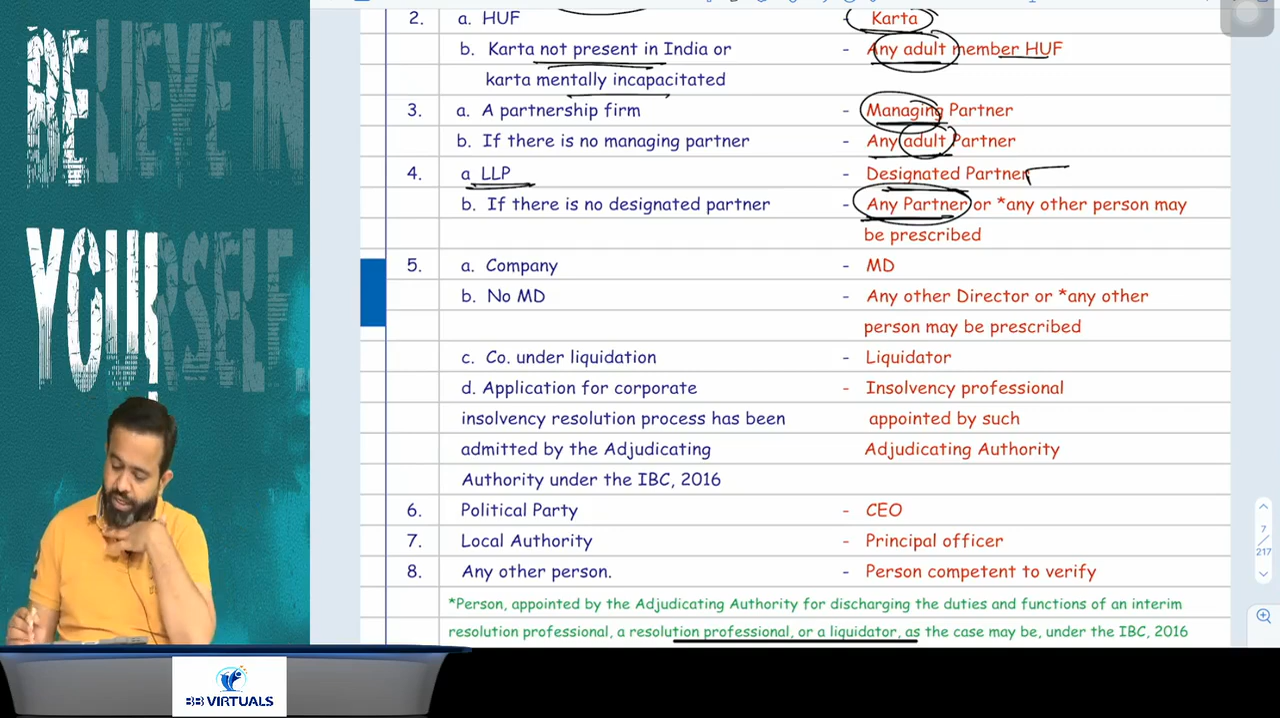 BELIEVE IN
YOURSELF
2. a. HUF - Karta
b. Karta not present in India or - Any adult member HUF
karta mentally incapacitated
3. a. A partnership firm - Managing Partner
b. If there is no managing partner - Any adult Partner
4. a LLP - Designated Partner
b. If there is no designated partner - Any Partner or *any other person may
be prescribed
5. a. Company - MD
b. No MD - Any other Director or *any other
person may be prescribed
c. Co. under liquidation - Liquidator
d. Application for corporate - Insolvency professional
insolvency resolution process has been appointed by such
admitted by the Adjudicating Adjudicating Authority
Authority under the IBC, 2016
6. Political Party - CEO
7. Local Authority - Principal officer
8. Any other person. - Person competent to verify
*Person, appointed by the Adjudicating Authority for discharging the duties and functions of an interim
resolution professional, a resolution professional, or a liquidator, as the case may be, under the IBC, 2016
7
217
BB VIRTUALS